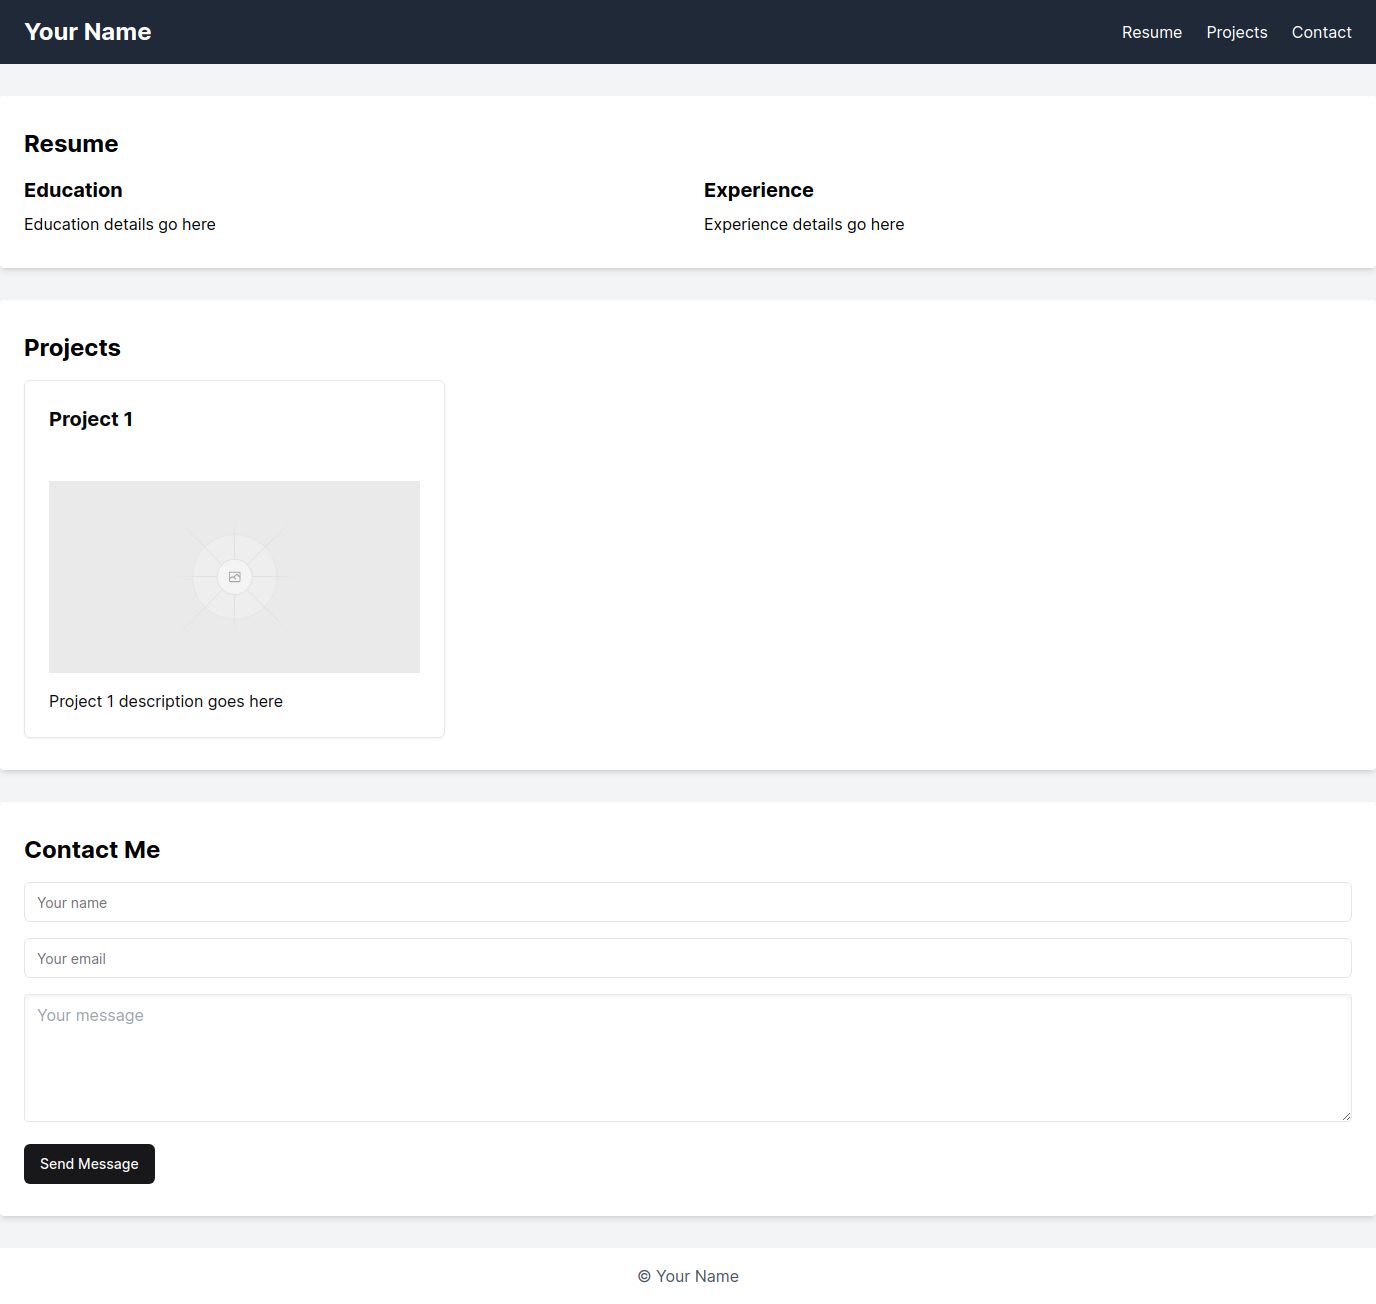 Your Name
Resume Projects Contact
Resume
Education
Education details go here
Experience
Experience details go here
Projects
Project 1
Project 1 description goes here
Contact Me
Your name
Your email
Your message
Send Message
© Your Name